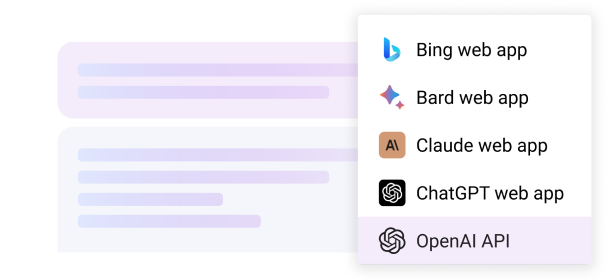 Bing web app
Bard web app
Claude web app
ChatGPT web app
OpenAI API